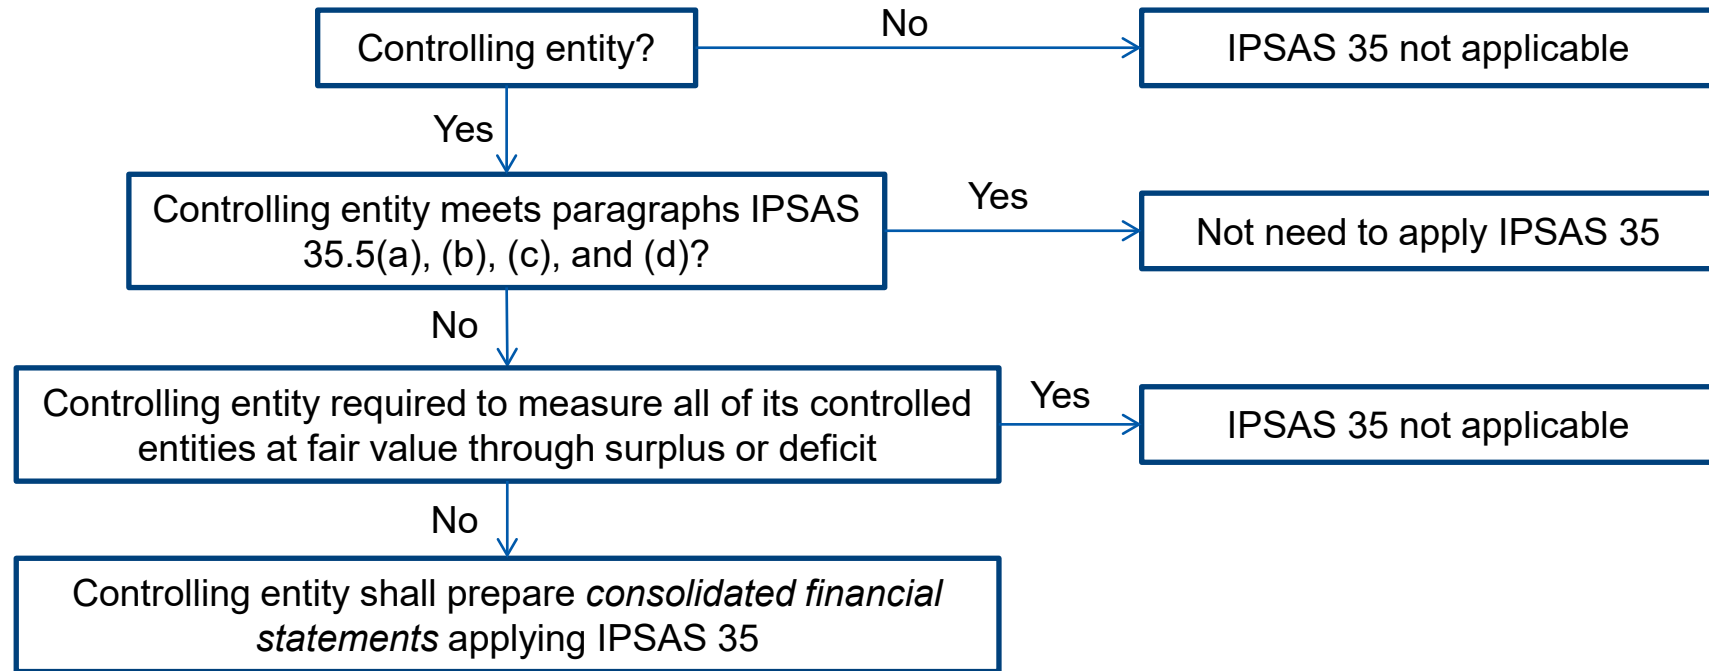 Controlling entity?
No
IPSAS 35 not applicable
Yes
Controlling entity meets paragraphs IPSAS
35.5(a), (b), (c), and (d)?
Yes
Not need to apply IPSAS 35
No
Controlling entity required to measure all of its controlled
entities at fair value through surplus or deficit
Yes
IPSAS 35 not applicable
No
Controlling entity shall prepare consolidated financial
statements applying IPSAS 35